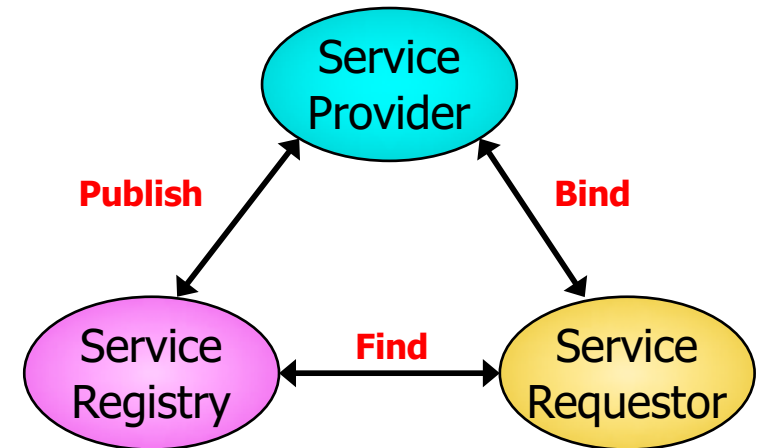 Service
Provider
Publish
Bind
Find
Service
Registry
Service
Requestor